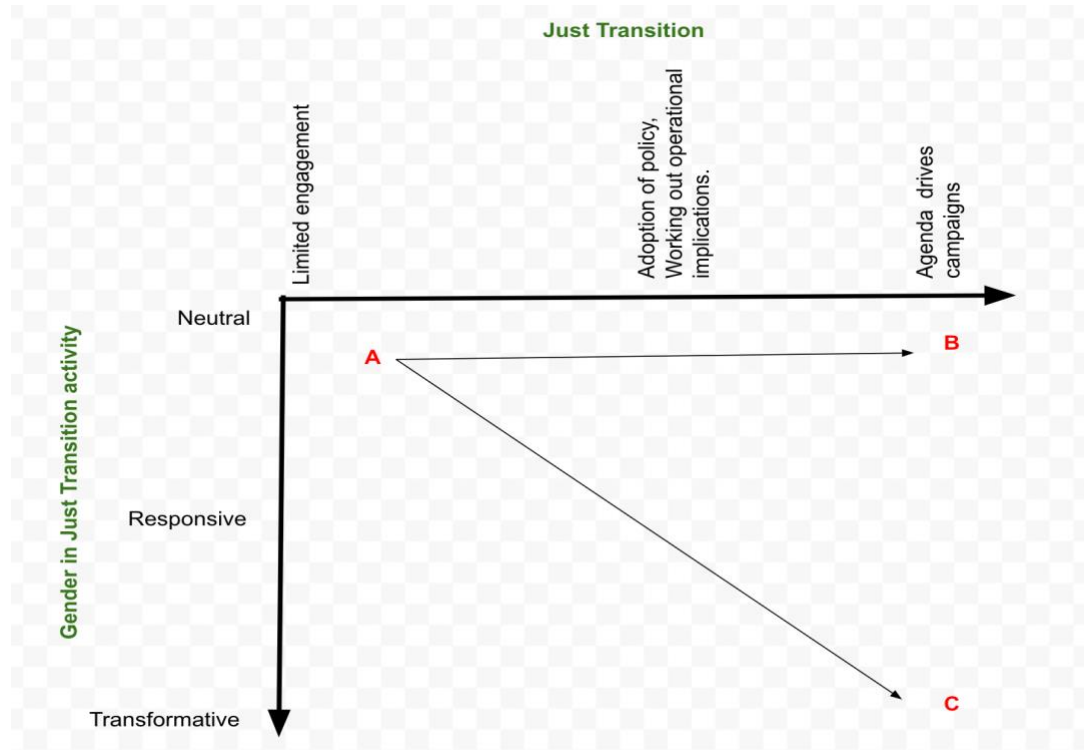 Just Transition
Limited engagement
Adoption of policy,
Working out operational
implications.
Agenda drives
campaigns
Gender in Just Transition activity
Neutral
Responsive
Transformative
A
B
C